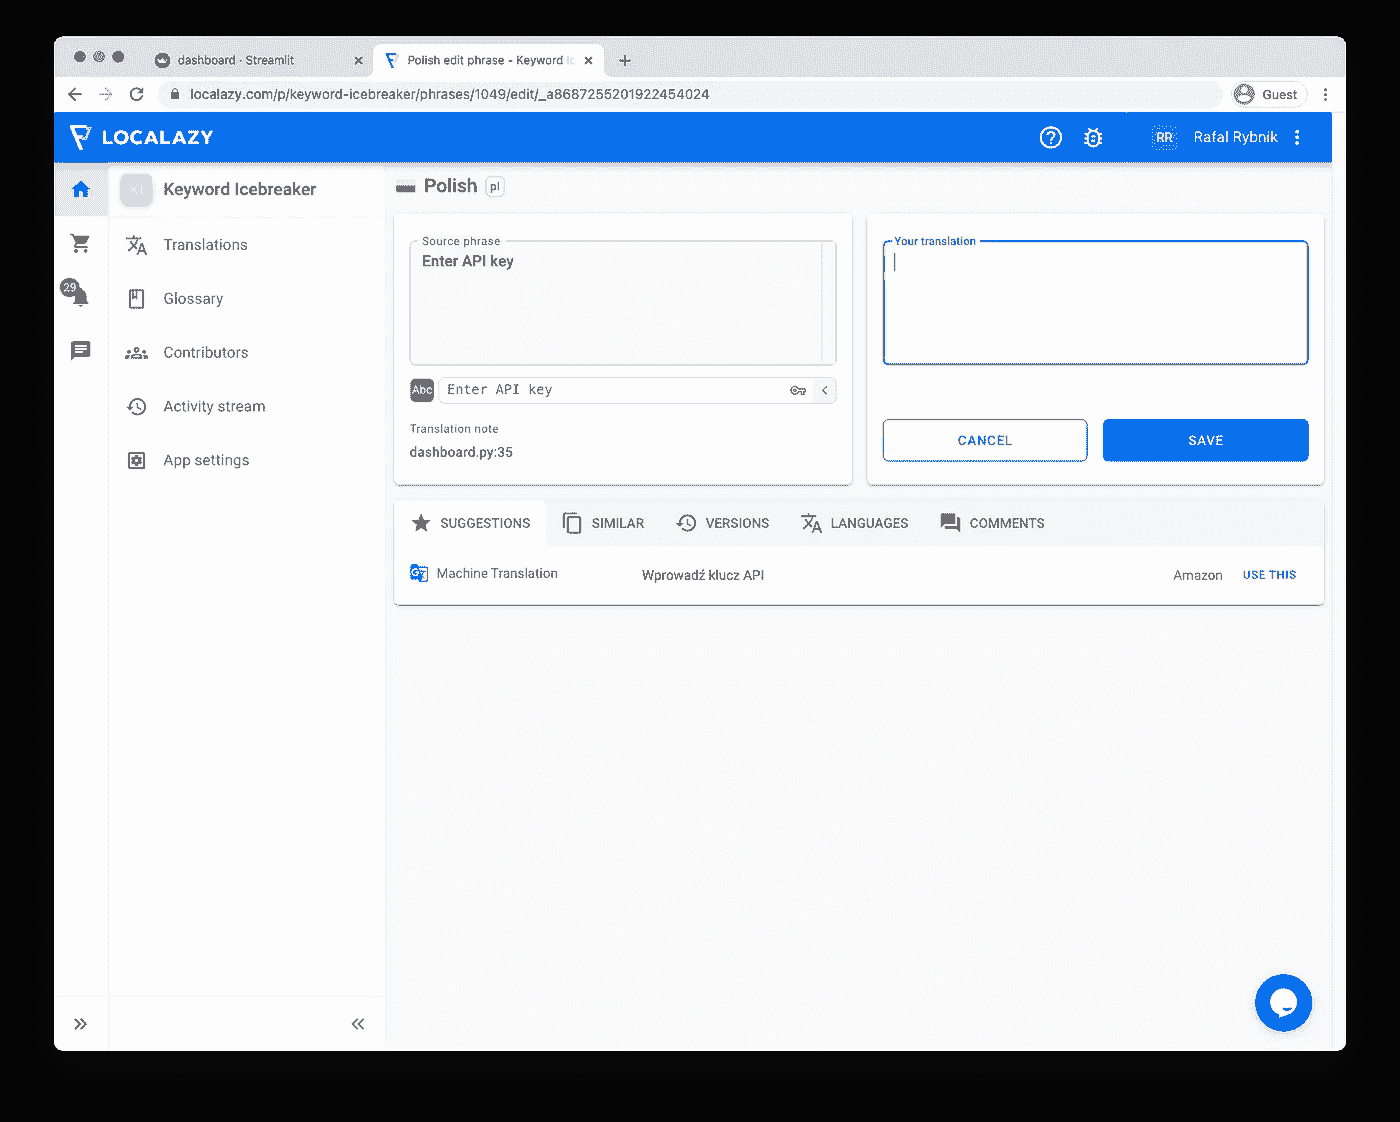 dashboard · Streamlit
Polish edit phrase - Keyword Ic
localazy.com/p/keyword-icebreaker/phrases/1049/edit/_a8687255201922454024
Guest
LOCALAZY
RR
Rafal Rybnik
KI
Keyword Icebreaker
Translations
29
Glossary
Contributors
Activity stream
App settings
Polish pl
Source phrase
Enter API key
Abc
Enter API key
Translation note
dashboard.py:35
Your translation
CANCEL
SAVE
SUGGESTIONS
SIMILAR
VERSIONS
LANGUAGES
COMMENTS
Machine Translation
Wprowadź klucz API
Amazon
USE THIS